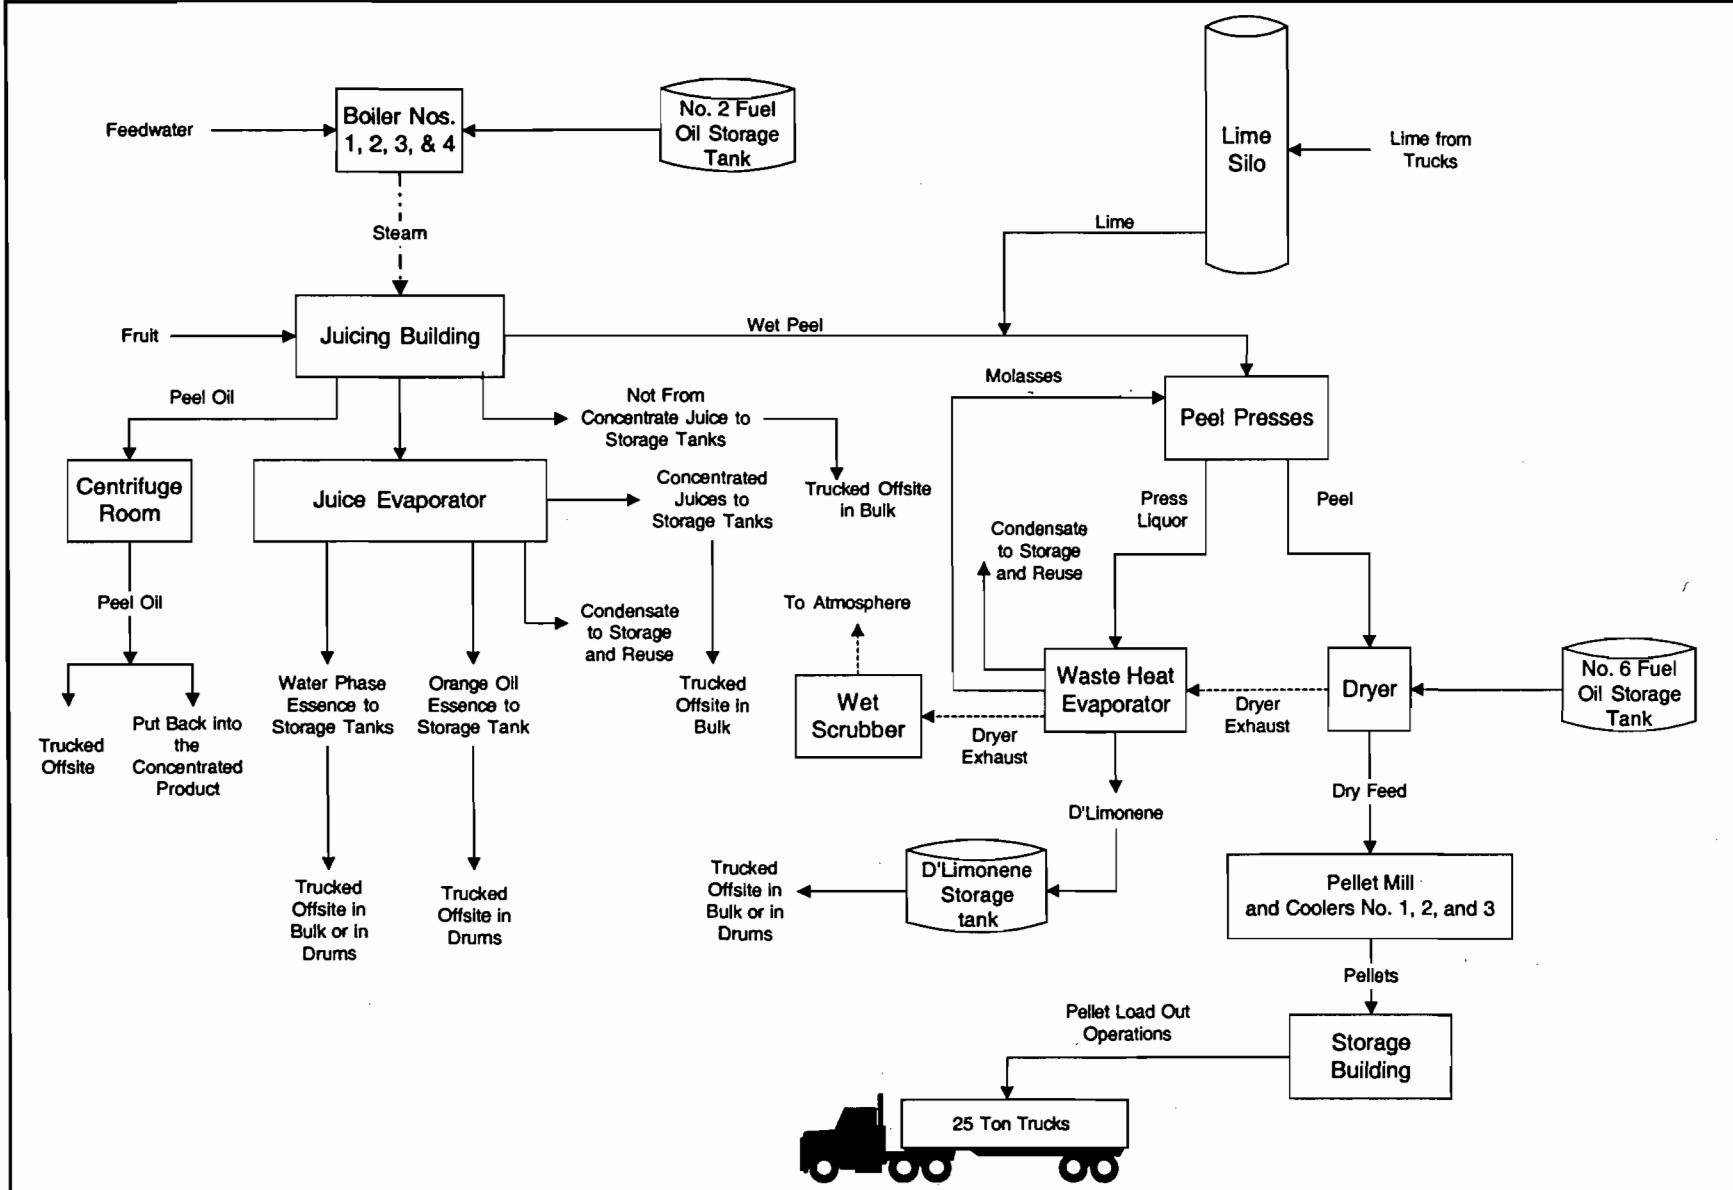 Feedwater
Boiler Nos.
1, 2, 3, & 4
No. 2 Fuel
Oil Storage
Tank
Lime
Silo
Lime from
Trucks
Steam
Lime
Fruit
Juicing Building
Wet Peel
Peel Oil
Not From
Concentrate Juice to
Storage Tanks
Molasses
Peel Presses
Centrifuge
Room
Juice Evaporator
Concentrated
Juices to
Storage Tanks
Trucked Offsite
in Bulk
Press
Liquor
Peel
Condensate
to Storage
and Reuse
Peel Oil
Condensate
to Storage
and Reuse
To Atmosphere
Trucked
Offsite
Put Back into
the
Concentrated
Product
Water Phase
Essence to
Storage Tanks
Orange Oil
Essence to
Storage Tank
Trucked
Offsite in
Bulk
Wet
Scrubber
Dryer
Exhaust
Waste Heat
Evaporator
Dryer
Exhaust
Dryer
No. 6 Fuel
Oil Storage
Tank
Dry Feed
D'Limonene
Trucked
Offsite in
Bulk or in
Drums
Trucked
Offsite in
Drums
Trucked
Offsite in
Bulk or in
Drums
D'Limonene
Storage
tank
Pellet Mill
and Coolers No. 1, 2, and 3
Pellets
Pellet Load Out
Operations
Storage
Building
25 Ton Trucks